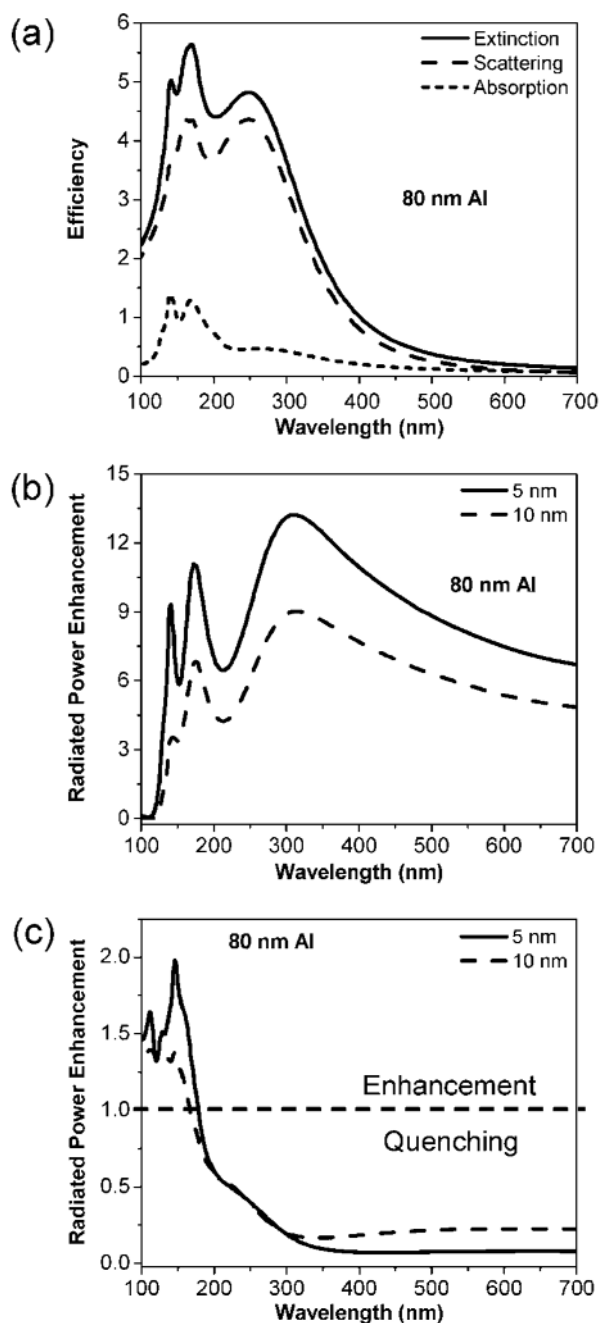 (a)
Efficiency
6
5
4
3
2
1
0
Extinction
Scattering
Absorption
80 nm Al
100 200 300 400 500 600 700
Wavelength (nm)
(b)
Radiated Power Enhancement
15
12
9
6
3
0
5 nm
10 nm
80 nm Al
100 200 300 400 500 600 700
Wavelength (nm)
(c)
Radiated Power Enhancement
80 nm Al
5 nm
10 nm
2.0
1.5
1.0
0.5
0.0
Enhancement
Quenching
100 200 300 400 500 600 700
Wavelength (nm)